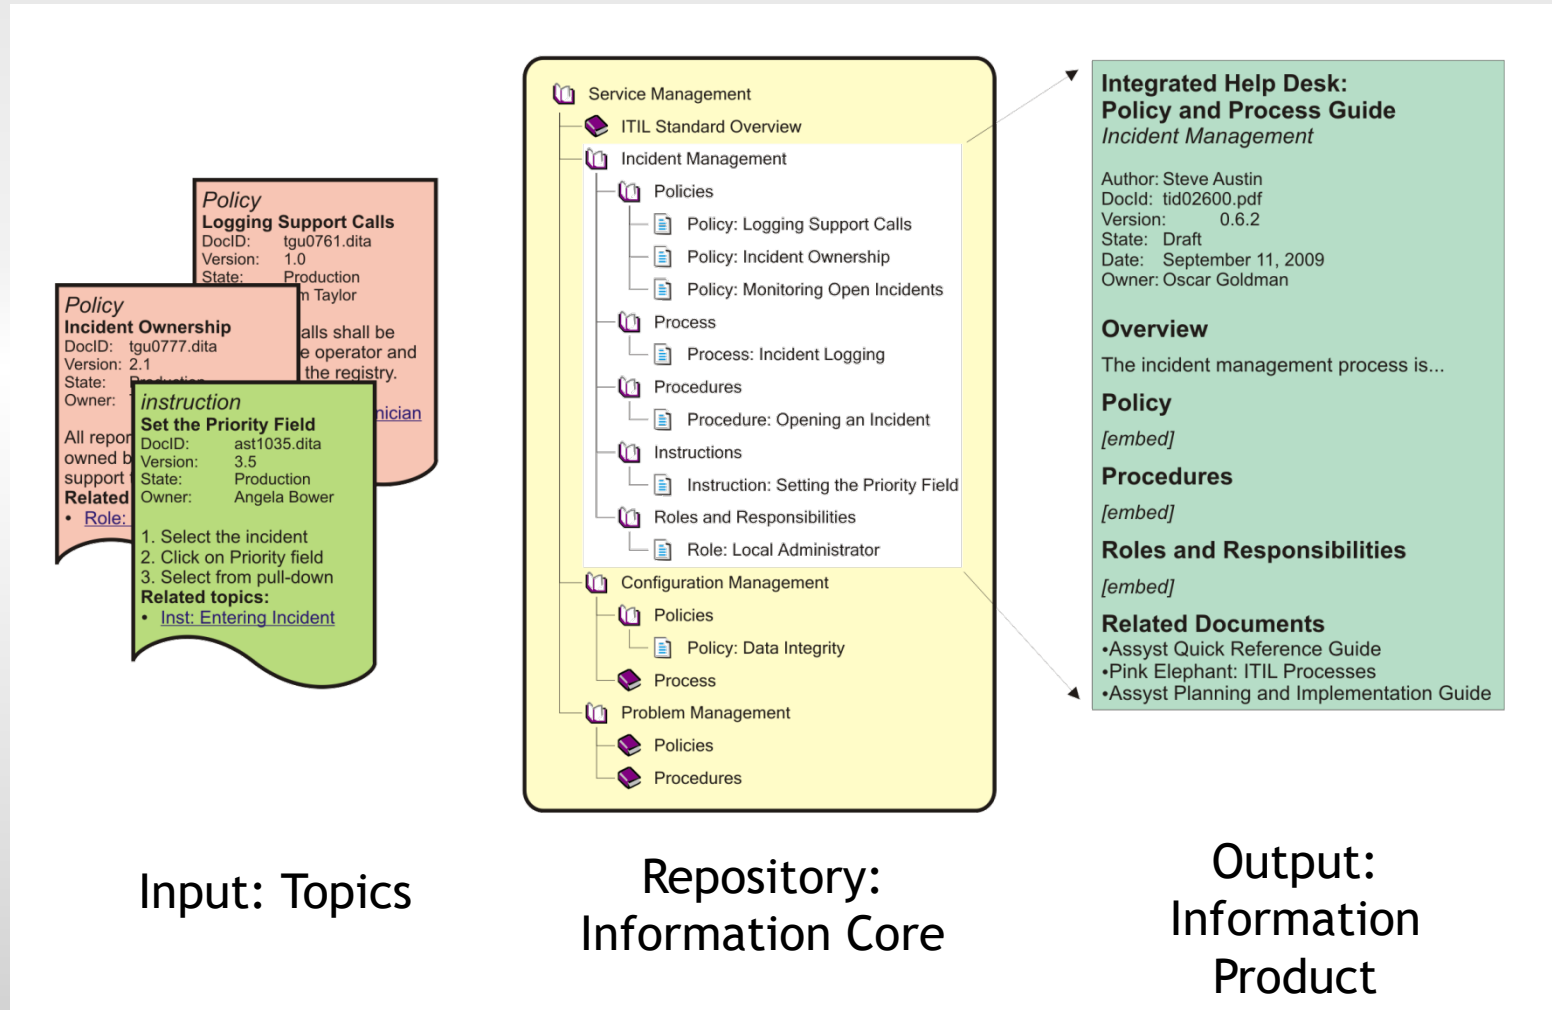 Policy
Logging Support Calls
DocID: tgu0761.dita
Version: 1.0
State: Production
Taylor
shall be
operator and
the registry.
Policy
Incident Ownership
DocID: tgu0777.dita
Version: 2.1
State: Production
Owner:
All
owned
support
Related
• Role:
instruction
Set the Priority Field
DocID: ast1035.dita
Version: 3.5
State: Production
Owner: Angela Bower
1. Select the incident
2. Click on Priority field
3. Select from pull-down
Related topics:
• Inst: Entering Incident
Input: Topics
Service Management
ITIL Standard Overview
Incident Management
Policies
Policy: Logging Support Calls
Policy: Incident Ownership
Policy: Monitoring Open Incidents
Process
Process: Incident Logging
Procedures
Procedure: Opening an Incident
Instructions
Instruction: Setting the Priority Field
Roles and Responsibilities
Role: Local Administrator
Configuration Management
Policies
Policy: Data Integrity
Process
Problem Management
Policies
Procedures
Repository:
Information Core
Integrated Help Desk:
Policy and Process Guide
Incident Management
Author: Steve Austin
DocId: tid02600.pdf
Version: 0.6.2
State: Draft
Date: September 11, 2009
Owner: Oscar Goldman
Overview
The incident management process is...
Policy
[embed]
Procedures
[embed]
Roles and Responsibilities
[embed]
Related Documents
•Assyst Quick Reference Guide
•Pink Elephant: ITIL Processes
•Assyst Planning and Implementation Guide
Output:
Information
Product